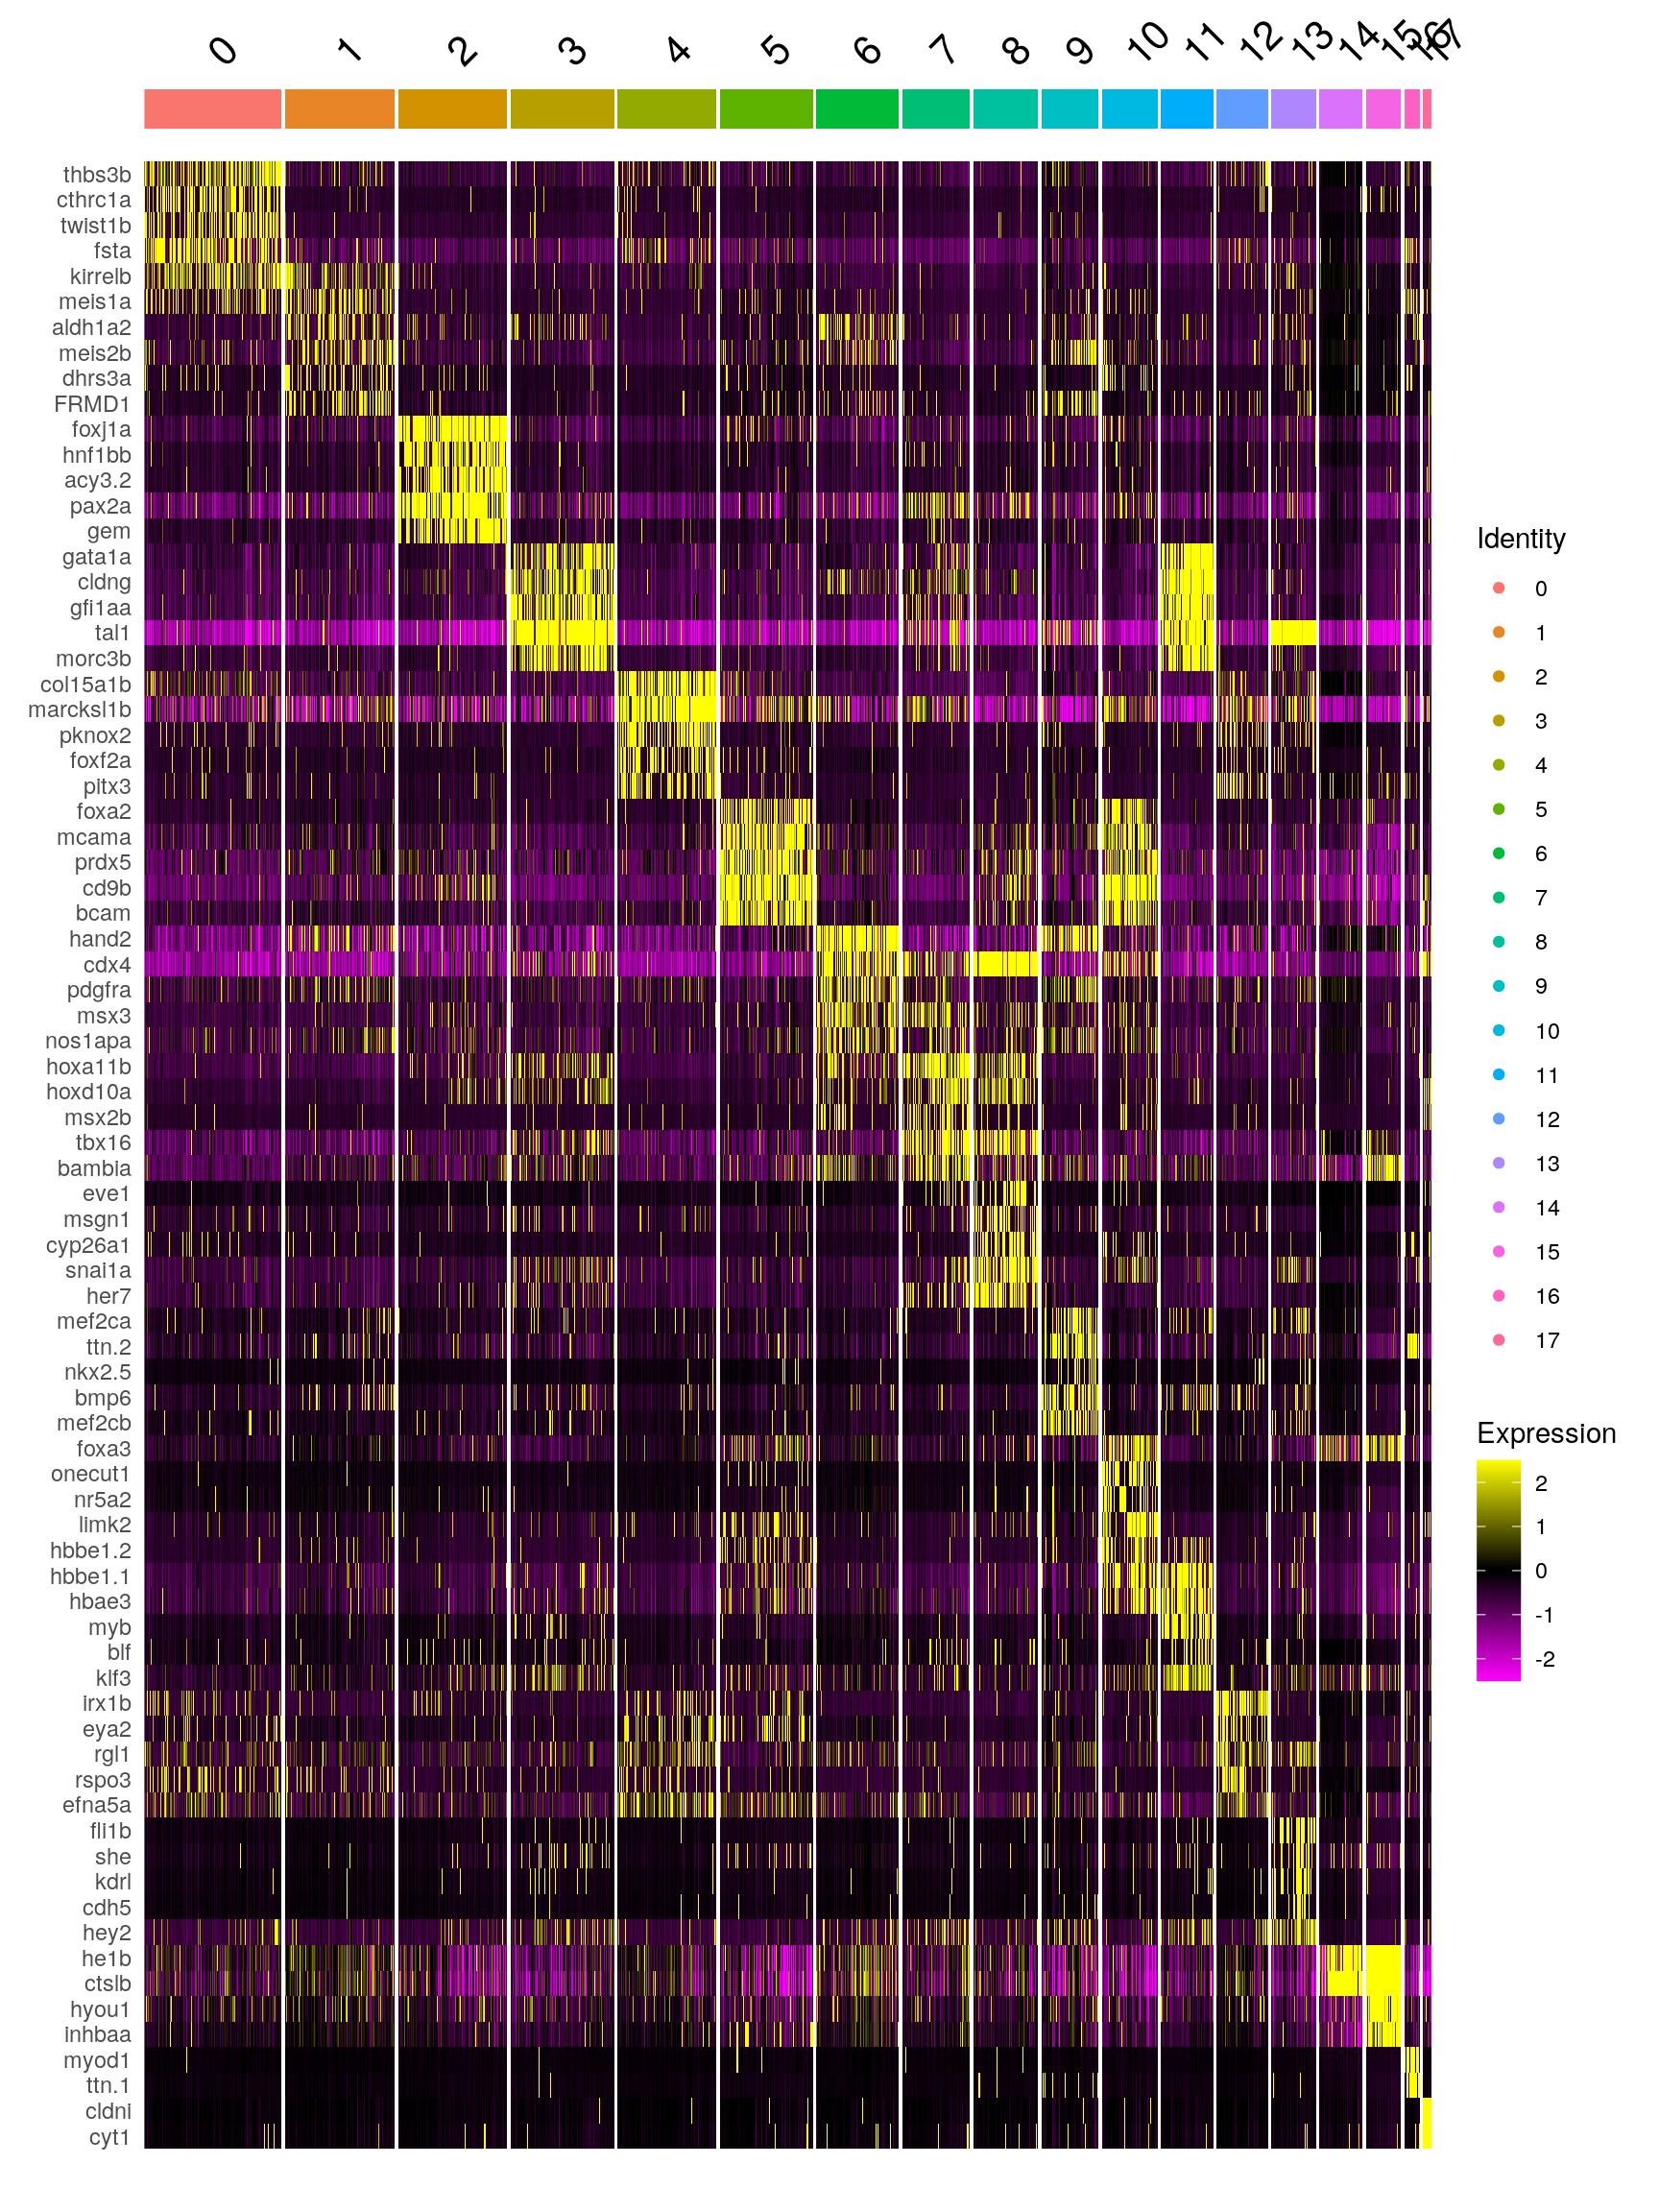 0 1 2 3 4 5 6 7 8 9 10 11 12 13 14 15 16 17
thbs3b
cthrc1a
twist1b
fsta
kirrelb
meis1a
aldh1a2
meis2b
dhrs3a
FRMD1
foxj1a
hnf1bb
acy3.2
pax2a
gem
gata1a
cldng
gfi1aa
tal1
morc3b
col15a1b
marcksl1b
pknox2
foxf2a
pitx3
foxa2
mcama
prdx5
cd9b
bcam
hand2
cdx4
pdgfra
msx3
nos1apa
hoxa11b
hoxd10a
msx2b
tbx16
bambia
eve1
msgn1
cyp26a1
snai1a
her7
mef2ca
ttn.2
nkx2.5
bmp6
mef2cb
foxa3
onecut1
nr5a2
limk2
hbbe1.2
hbbe1.1
hbae3
myb
blf
klf3
irx1b
eya2
rgl1
rspo3
efna5a
fli1b
she
kdrl
cdh5
hey2
he1b
ctslb
hyou1
inhbaa
myod1
ttn.1
cldni
cyt1
Identity
0
1
2
3
4
5
6
7
8
9
10
11
12
13
14
15
16
17
Expression
2
1
0
-1
-2